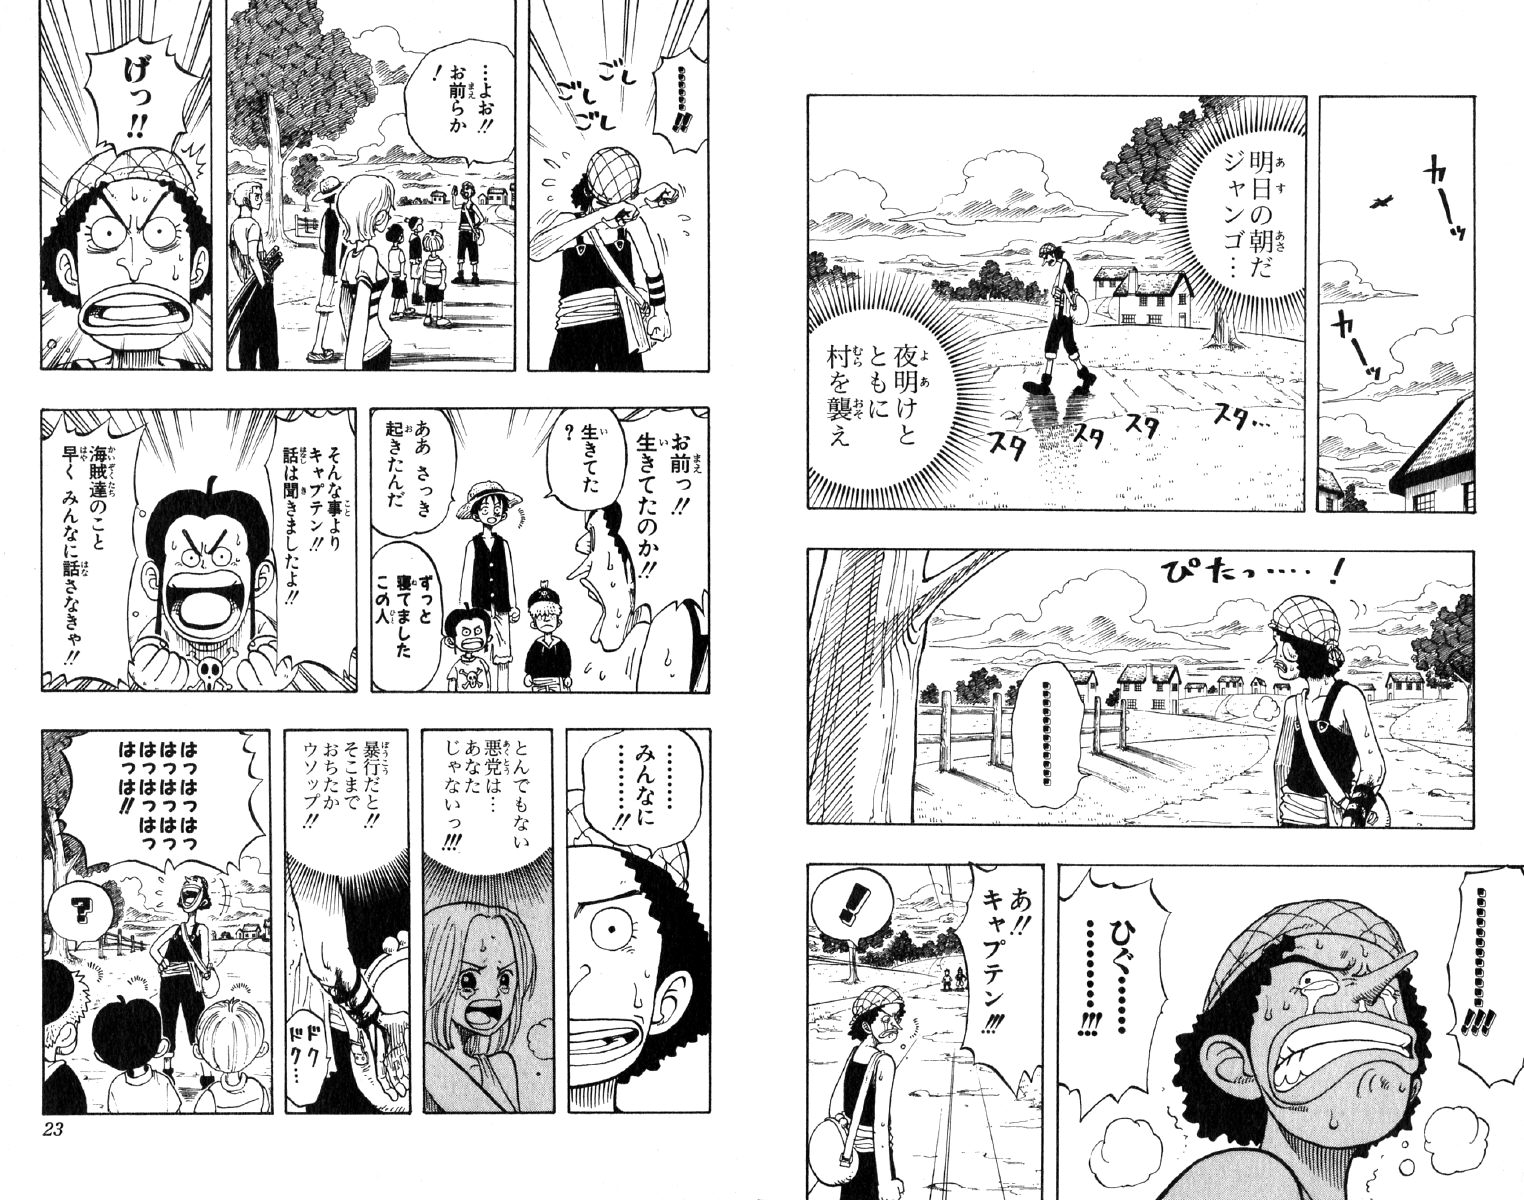 カーーッ
カーーッ
明日の朝だ
ジャンゴ…
夜明けと
ともに
村を襲え
スタ…
スタ
スタ
スタ
ぴたっ……！
……………
……………!!!
ひぐ……
………!!!
あ!!
キャプテン!!!
!
………!!
ごし
ごし
ごし
…よお!!
お前らか
！
げっ!!
お前っ!!
生きてたのか!!
生きてた
？
ああ さっき
起きたんだ
ずっと
寝てました
この人
そんな事より
キャプテン!!
話は聞きましたよ!!
海賊達のこと
早く みんなに話さなきゃ!!
………
みんなに
………!!
とんでもない
悪党は…
あなた
じゃないっ!!!
暴行だと!!
そこまで
おちたか
ウソップ!!
ドク
ドク…
はっはっはっ
はっはっはっ
はっはっはっ
はっは!!
?
23